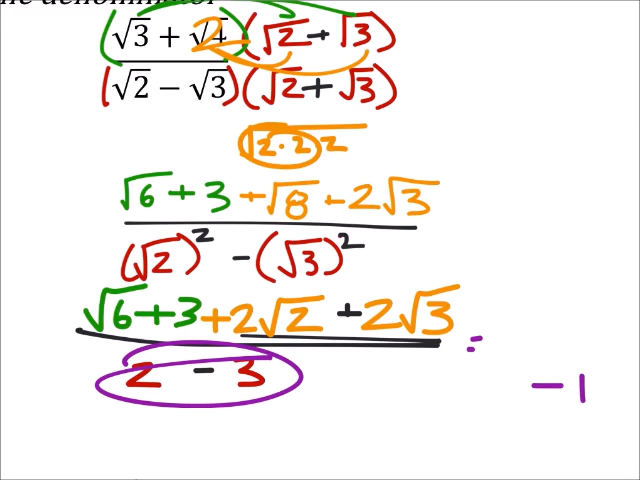 denominator
(√3 + √4 2)(√2 + √3)
(√2 − √3)(√2 + √3)
√2·2·2
√6 + 3 + √8 + 2√3
(√2)² − (√3)²
√6 + 3 + 2√2 + 2√3 =
2 − 3
−1